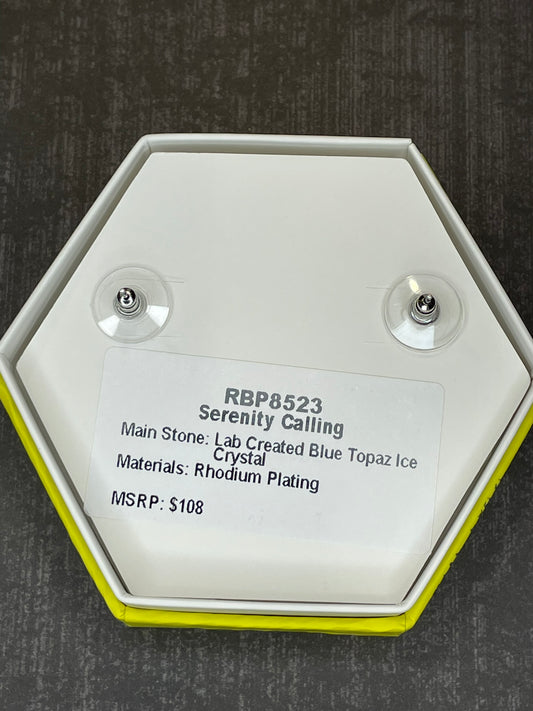 RBP8523
Serenity Calling
Main Stone: Lab Created Blue Topaz Ice
Crystal
Materials: Rhodium Plating
MSRP: $108